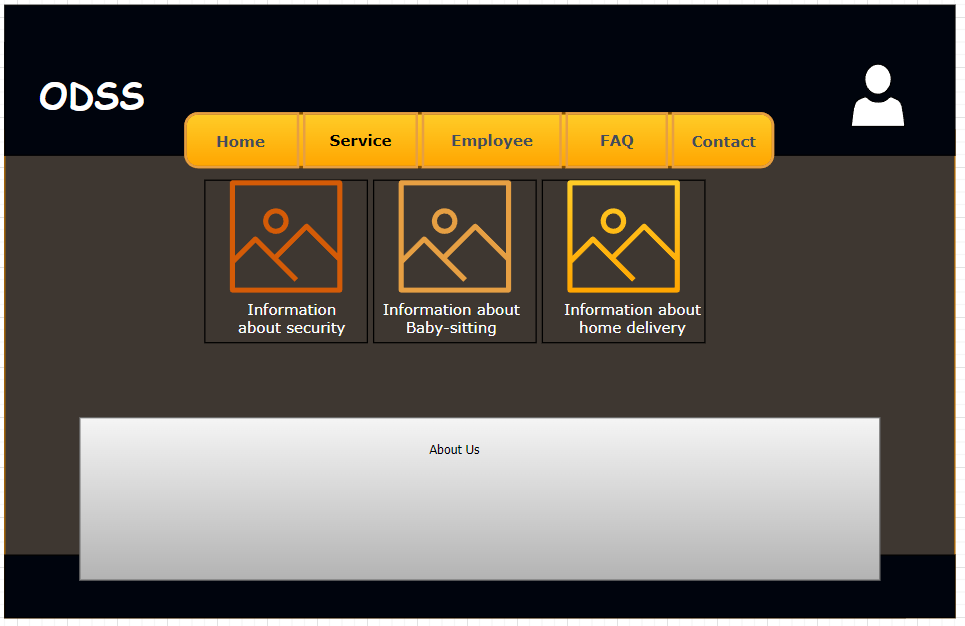 ODSS
Home Service Employee FAQ Contact
Information
about security
Information about
Baby-sitting
Information about
home delivery
About Us